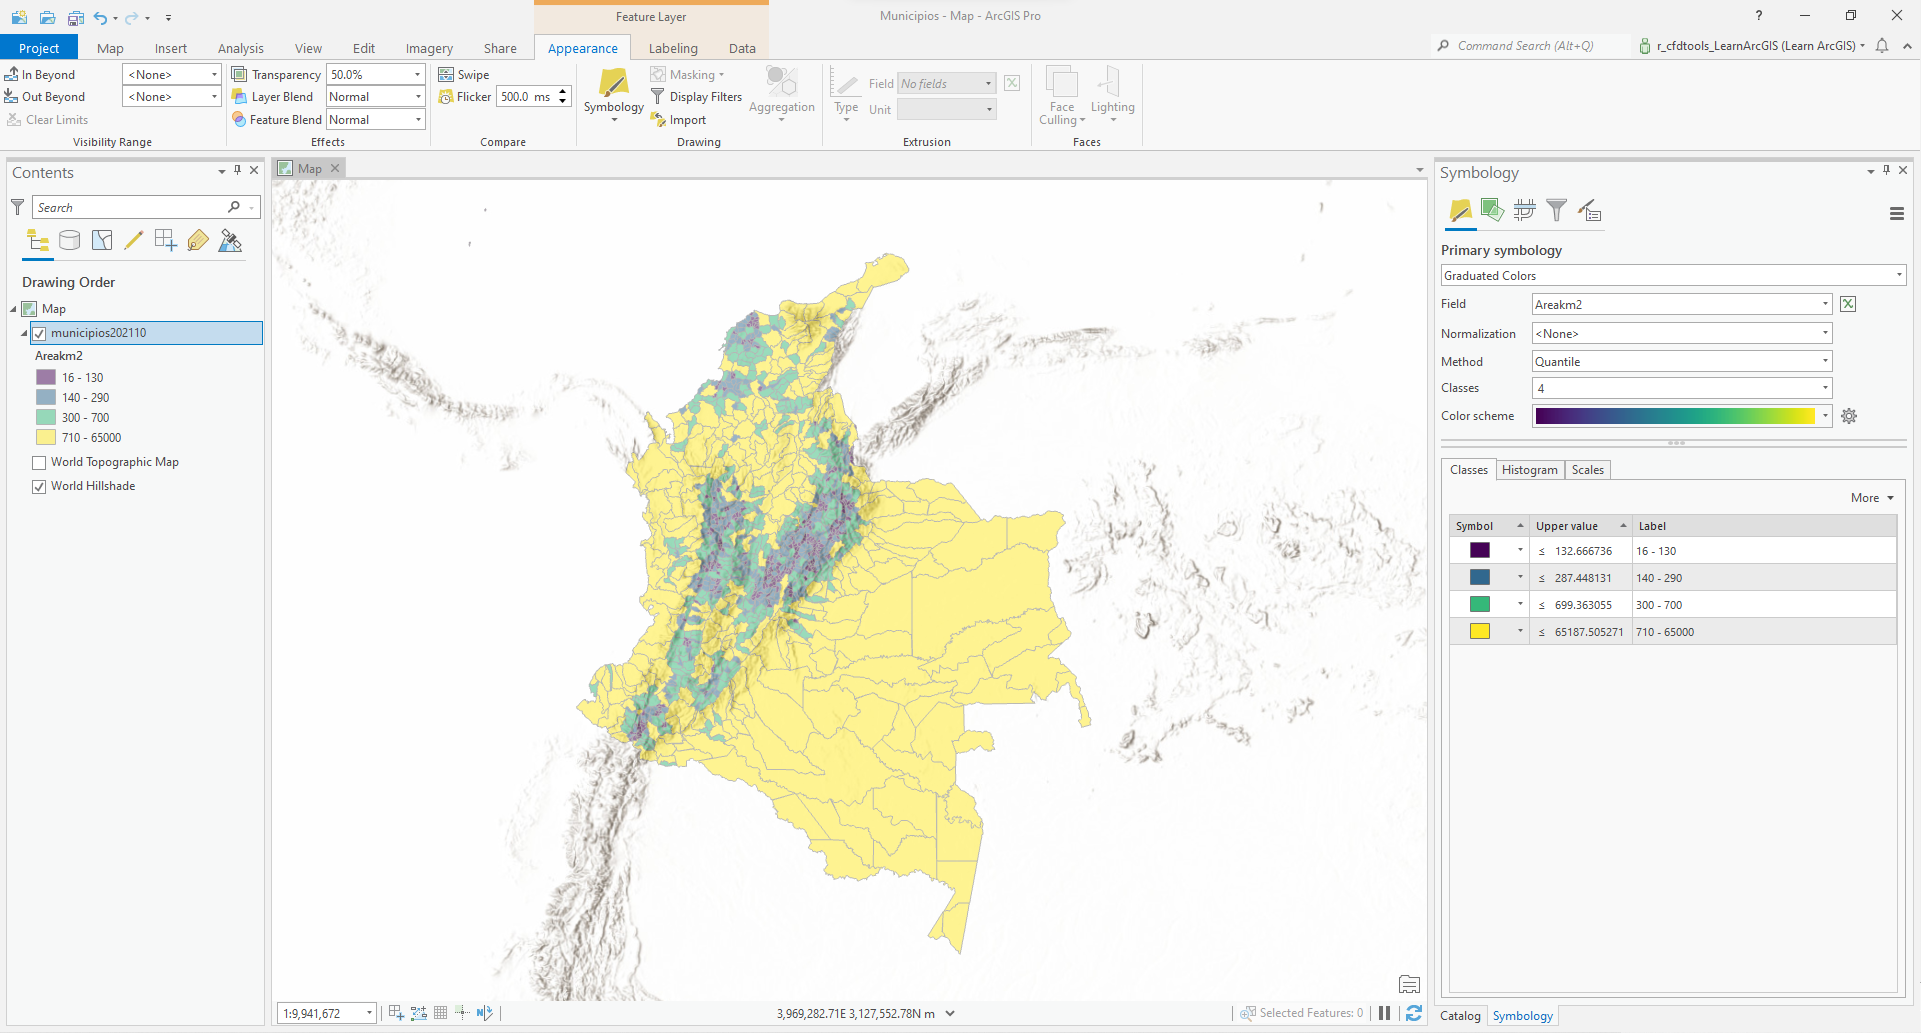 Feature Layer
Municipios - Map - ArcGIS Pro
?
Project Map Insert Analysis View Edit Imagery Share Appearance Labeling Data
Command Search (Alt+Q)
r_cfdtools_LearnArcGIS (Learn ArcGIS)
In Beyond <None>
Out Beyond <None>
Clear Limits
Visibility Range
Transparency 50.0%
Layer Blend Normal
Feature Blend Normal
Effects
Swipe
Flicker 500.0 ms
Compare
Symbology
Masking
Display Filters
Import
Aggregation
Drawing
Type
Field No fields
Unit
Extrusion
Face Culling
Lighting
Faces
Contents
Search
Drawing Order
Map
municipios202110
Areakm2
16 - 130
140 - 290
300 - 700
710 - 65000
World Topographic Map
World Hillshade
Map
1:9,941,672
3,969,282.71E 3,127,552.78N m
Selected Features: 0
Symbology
Primary symbology
Graduated Colors
Field Areakm2
Normalization <None>
Method Quantile
Classes 4
Color scheme
Classes Histogram Scales
More
Symbol Upper value Label
≤ 132.666736 16 - 130
≤ 287.448131 140 - 290
≤ 699.363055 300 - 700
≤ 65187.505271 710 - 65000
Catalog Symbology